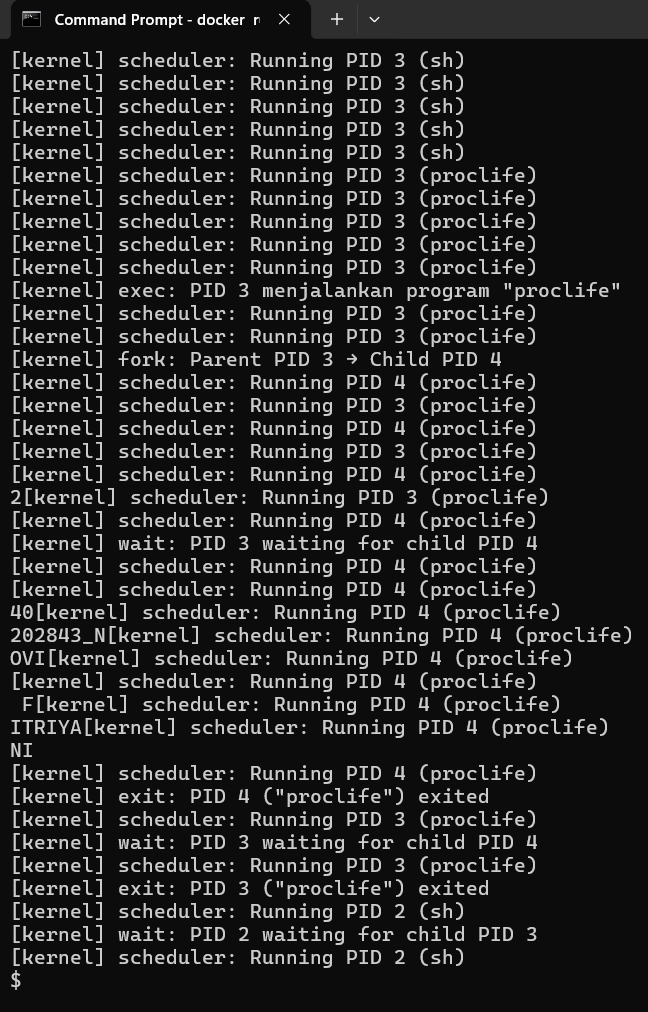 Command Prompt - docker r
[kernel] scheduler: Running PID 3 (sh)
[kernel] scheduler: Running PID 3 (sh)
[kernel] scheduler: Running PID 3 (sh)
[kernel] scheduler: Running PID 3 (sh)
[kernel] scheduler: Running PID 3 (sh)
[kernel] scheduler: Running PID 3 (proclife)
[kernel] scheduler: Running PID 3 (proclife)
[kernel] scheduler: Running PID 3 (proclife)
[kernel] scheduler: Running PID 3 (proclife)
[kernel] scheduler: Running PID 3 (proclife)
[kernel] exec: PID 3 menjalankan program "proclife"
[kernel] scheduler: Running PID 3 (proclife)
[kernel] scheduler: Running PID 3 (proclife)
[kernel] fork: Parent PID 3 → Child PID 4
[kernel] scheduler: Running PID 4 (proclife)
[kernel] scheduler: Running PID 3 (proclife)
[kernel] scheduler: Running PID 4 (proclife)
[kernel] scheduler: Running PID 3 (proclife)
[kernel] scheduler: Running PID 4 (proclife)
2[kernel] scheduler: Running PID 3 (proclife)
[kernel] scheduler: Running PID 4 (proclife)
[kernel] wait: PID 3 waiting for child PID 4
[kernel] scheduler: Running PID 4 (proclife)
[kernel] scheduler: Running PID 4 (proclife)
40[kernel] scheduler: Running PID 4 (proclife)
202843_N[kernel] scheduler: Running PID 4 (proclife)
OVI[kernel] scheduler: Running PID 4 (proclife)
[kernel] scheduler: Running PID 4 (proclife)
 F[kernel] scheduler: Running PID 4 (proclife)
ITRIYA[kernel] scheduler: Running PID 4 (proclife)
NI
[kernel] scheduler: Running PID 4 (proclife)
[kernel] exit: PID 4 ("proclife") exited
[kernel] scheduler: Running PID 3 (proclife)
[kernel] wait: PID 3 waiting for child PID 4
[kernel] scheduler: Running PID 3 (proclife)
[kernel] exit: PID 3 ("proclife") exited
[kernel] scheduler: Running PID 2 (sh)
[kernel] wait: PID 2 waiting for child PID 3
[kernel] scheduler: Running PID 2 (sh)
$